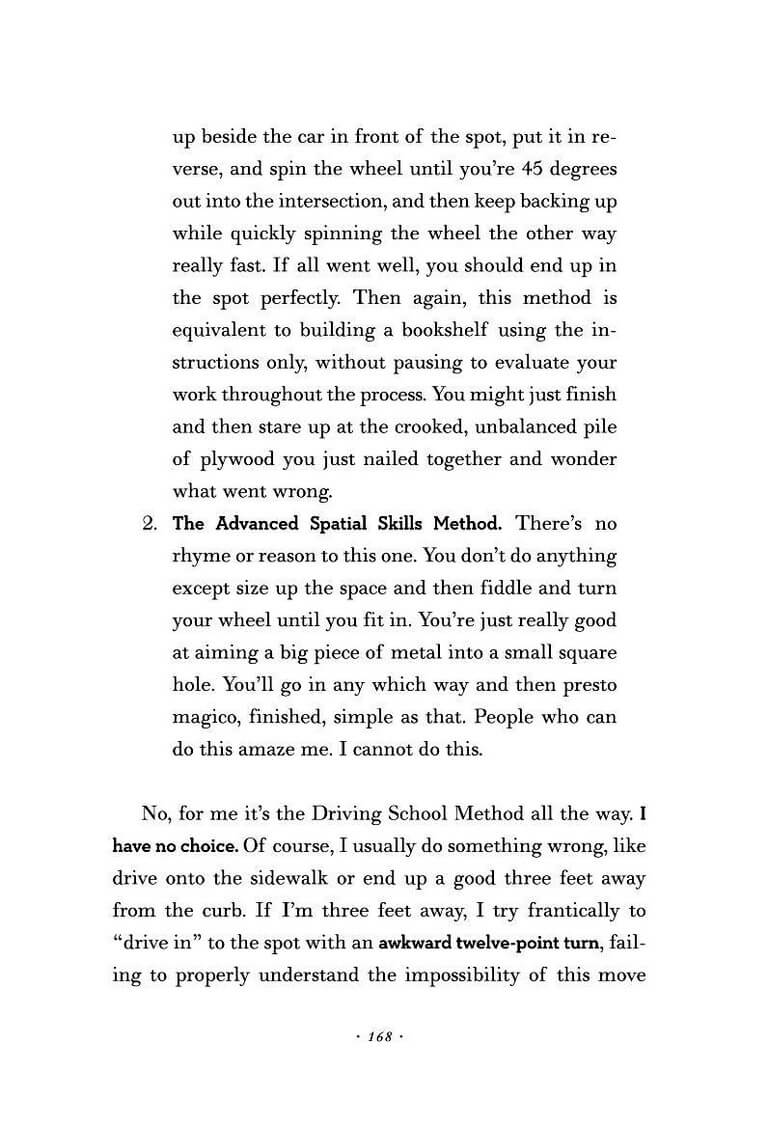 up beside the car in front of the spot, put it in re-
verse, and spin the wheel until you’re 45 degrees
out into the intersection, and then keep backing up
while quickly spinning the wheel the other way
really fast. If all went well, you should end up in
the spot perfectly. Then again, this method is
equivalent to building a bookshelf using the in-
structions only, without pausing to evaluate your
work throughout the process. You might just finish
and then stare up at the crooked, unbalanced pile
of plywood you just nailed together and wonder
what went wrong.
2. The Advanced Spatial Skills Method. There’s no
rhyme or reason to this one. You don’t do anything
except size up the space and then fiddle and turn
your wheel until you fit in. You’re just really good
at aiming a big piece of metal into a small square
hole. You’ll go in any which way and then presto
magico, finished, simple as that. People who can
do this amaze me. I cannot do this.
No, for me it’s the Driving School Method all the way. I
have no choice. Of course, I usually do something wrong, like
drive onto the sidewalk or end up a good three feet away
from the curb. If I’m three feet away, I try frantically to
“drive in” to the spot with an awkward twelve-point turn, fail-
ing to properly understand the impossibility of this move
· 168 ·